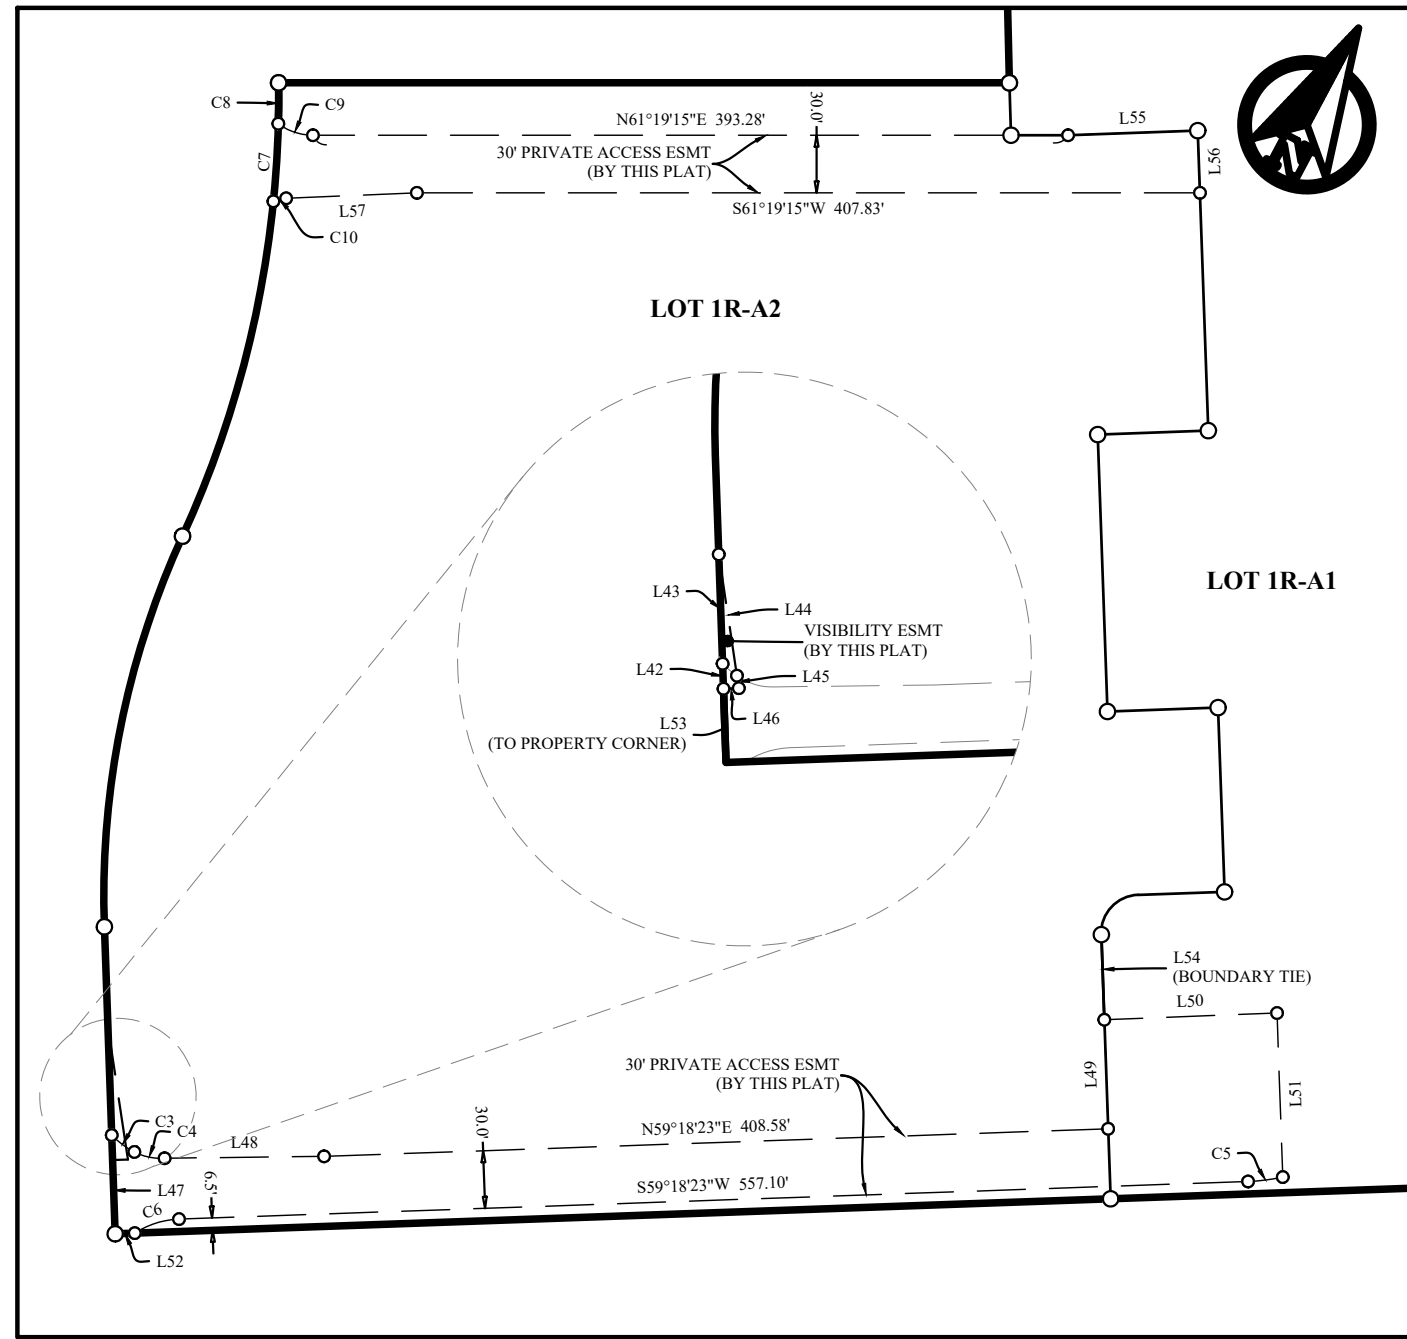 C8
C9
N61°19'15"E 393.28'
30.0'
L55
C7
30' PRIVATE ACCESS ESMT
(BY THIS PLAT)
L56
L57
S61°19'15"W 407.83'
C10
LOT 1R-A2
LOT 1R-A1
L43
L44
VISIBILITY ESMT
(BY THIS PLAT)
L42
L45
L46
L53
(TO PROPERTY CORNER)
L54
(BOUNDARY TIE)
L50
30' PRIVATE ACCESS ESMT
(BY THIS PLAT)
L49
L51
C3
C4
L48
30.0'
N59°18'23"E 408.58'
C5
L47
6.5'
S59°18'23"W 557.10'
C6
L52